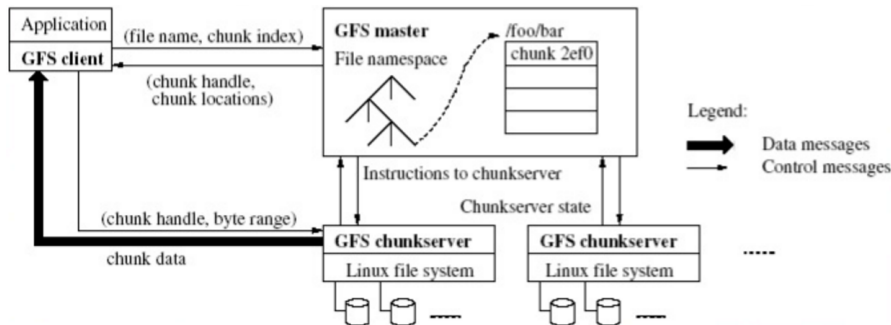 Application
GFS client
(file name, chunk index)
(chunk handle,
chunk locations)
GFS master
File namespace
/foo/bar
chunk 2ef0
Legend:
Data messages
Control messages
Instructions to chunkserver
Chunkserver state
(chunk handle, byte range)
chunk data
GFS chunkserver
Linux file system
GFS chunkserver
Linux file system